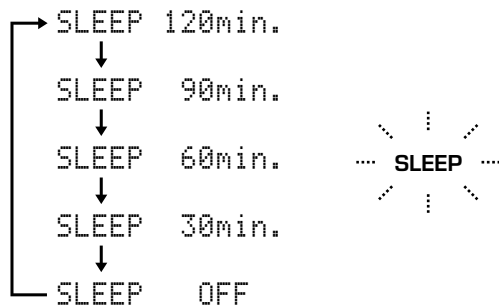 SLEEP 120min.
SLEEP 90min.
SLEEP 60min.
SLEEP
SLEEP 30min.
SLEEP OFF